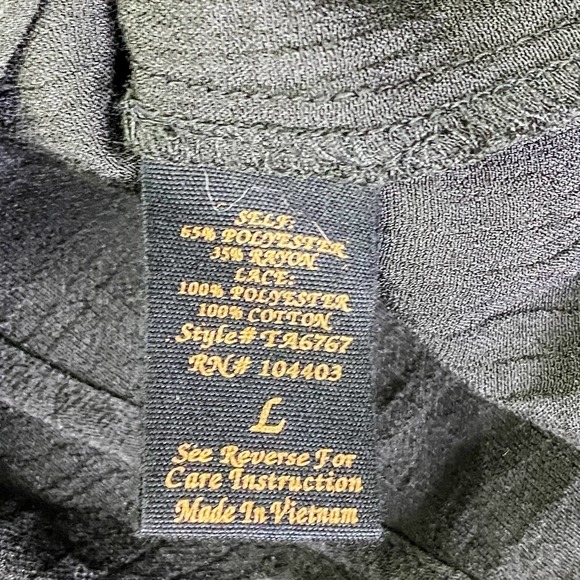 SELF:
65% POLYESTER
35% RAYON
LACE:
100% POLYESTER
100% COTTON
Style# TA6767
RN# 104403
L
See Reverse For
Care Instruction
Made In Vietnam